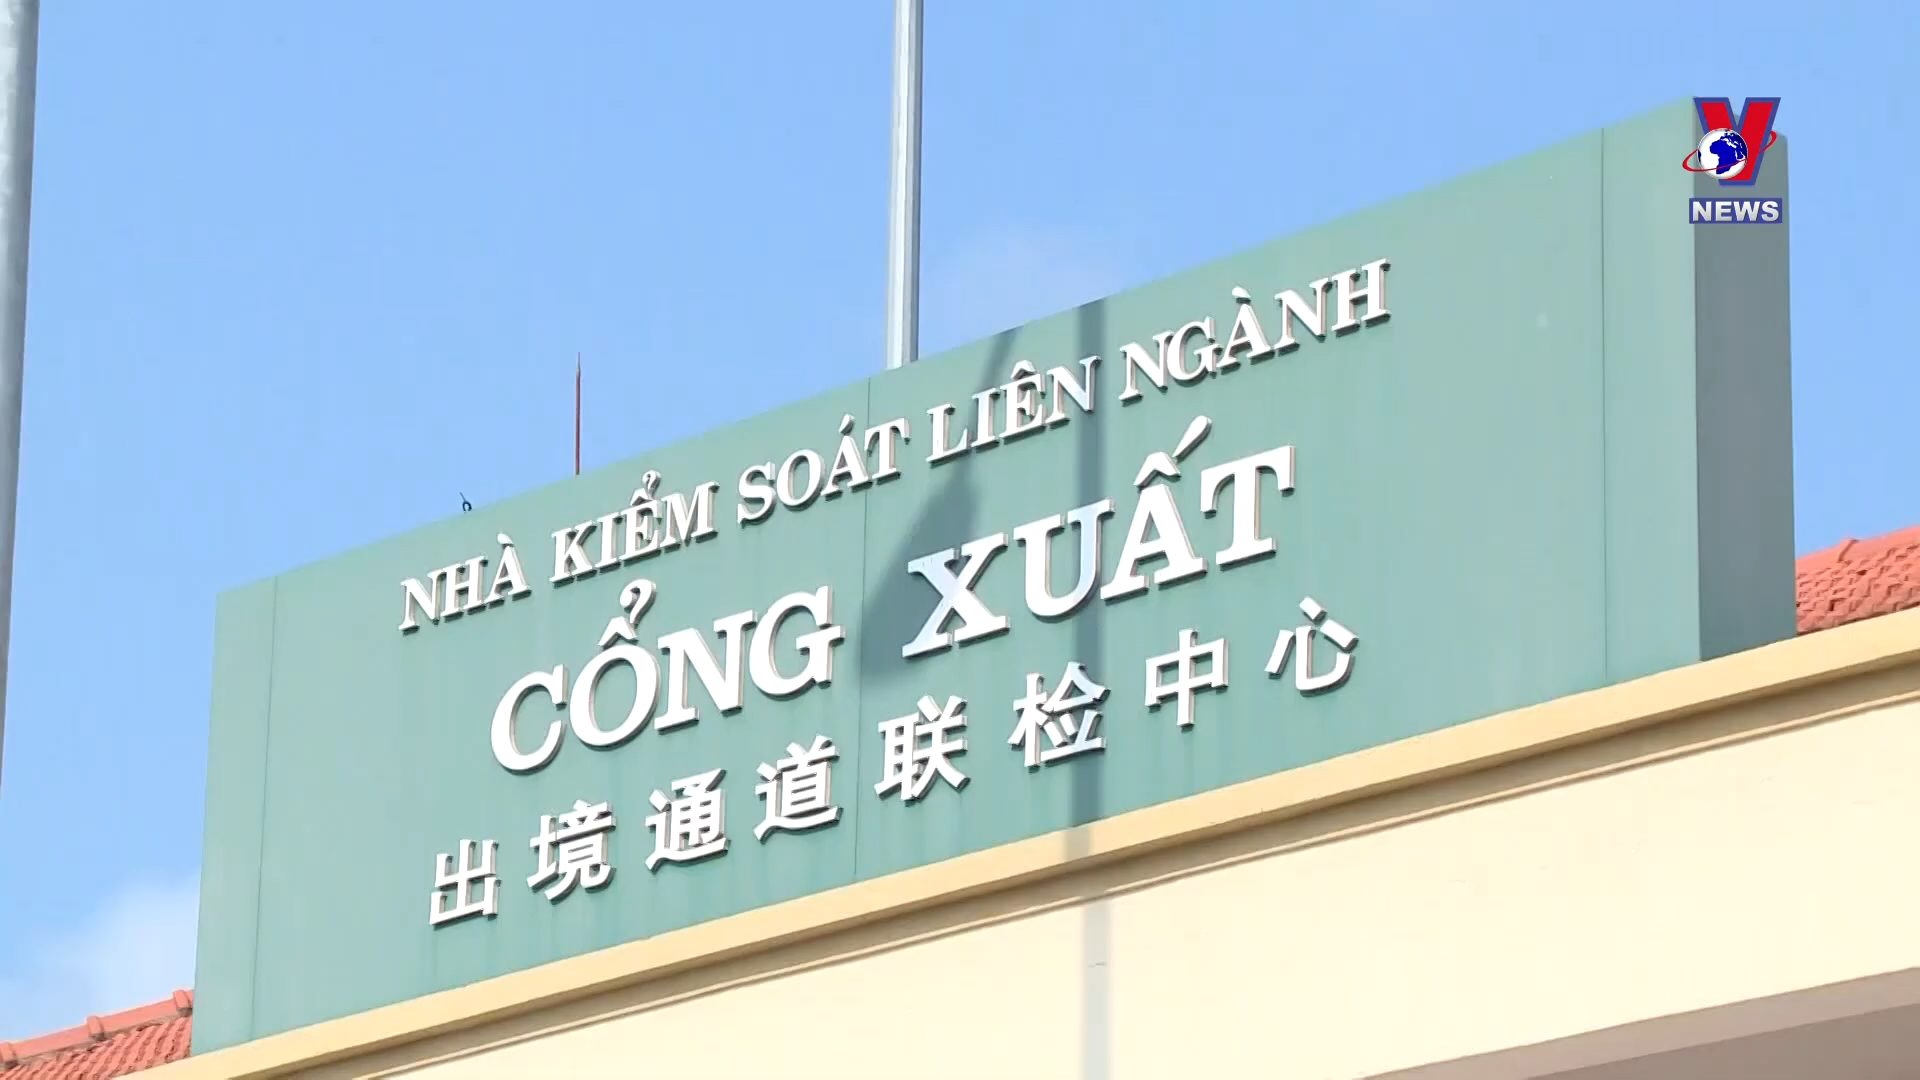 V
NEWS
NHÀ KIỂM SOÁT LIÊN NGÀNH
CỔNG XUẤT
出境通道联检中心